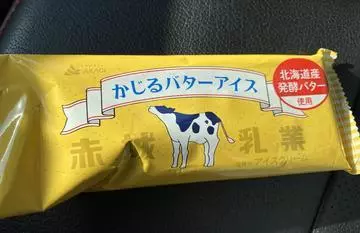 AKAGI
かじるバターアイス
北海道産
発酵バター
使用
赤城乳業
アイスクリーム